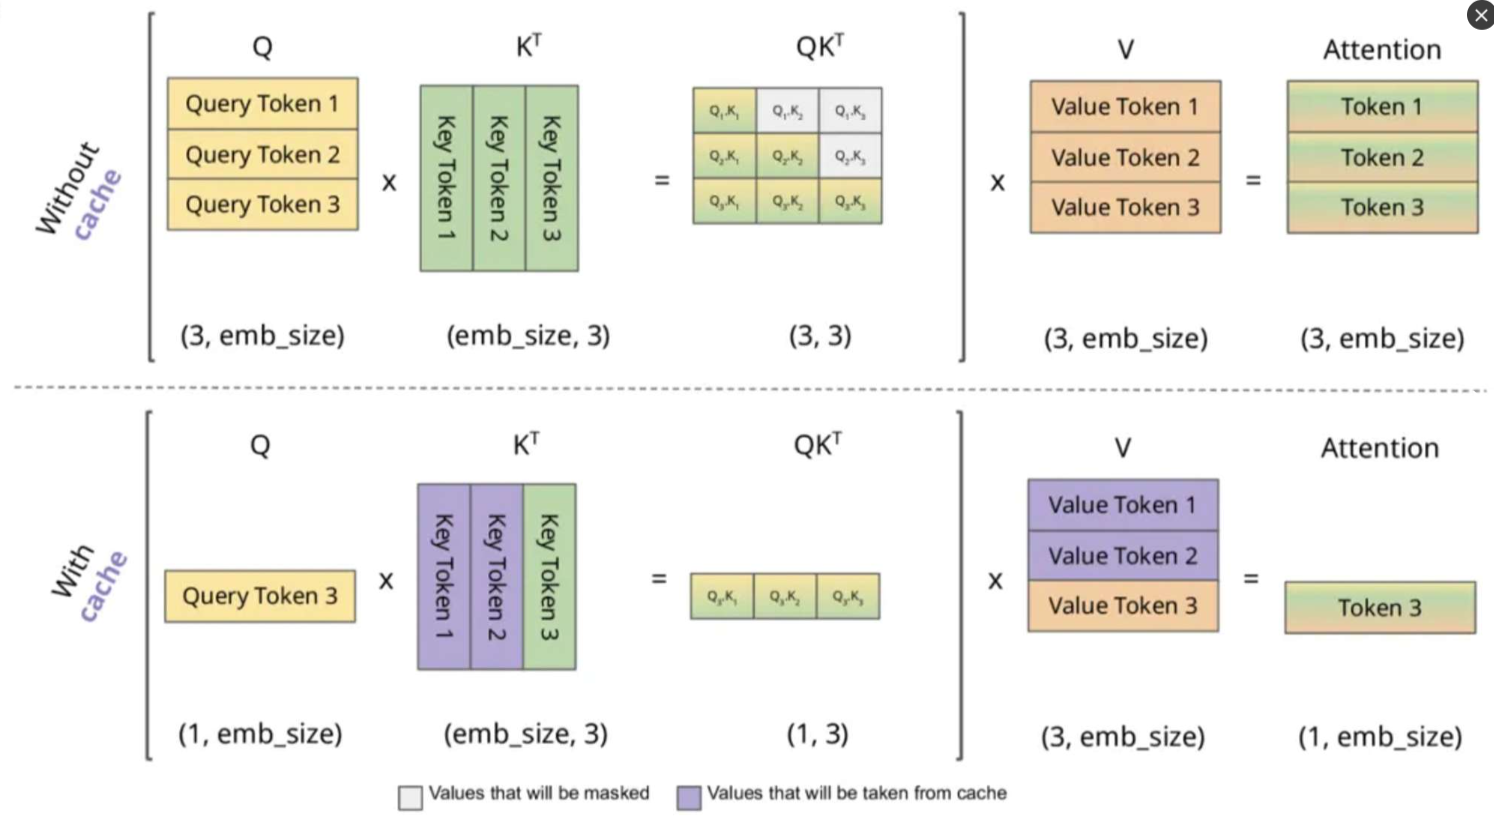 Without
cache
Q
Query Token 1
Query Token 2
Query Token 3
(3, emb_size)
x
Kᵀ
Key Token 1
Key Token 2
Key Token 3
(emb_size, 3)
=
QKᵀ
Q₁.K₁ Q₁.K₂ Q₁.K₃
Q₂.K₁ Q₂.K₂ Q₂.K₃
Q₃.K₁ Q₃.K₂ Q₃.K₃
(3, 3)
x
V
Value Token 1
Value Token 2
Value Token 3
(3, emb_size)
=
Attention
Token 1
Token 2
Token 3
(3, emb_size)
With
cache
Q
Query Token 3
(1, emb_size)
x
Kᵀ
Key Token 1
Key Token 2
Key Token 3
(emb_size, 3)
=
QKᵀ
Q₃.K₁ Q₃.K₂ Q₃.K₃
(1, 3)
x
V
Value Token 1
Value Token 2
Value Token 3
(3, emb_size)
=
Attention
Token 3
(1, emb_size)
Values that will be masked
Values that will be taken from cache